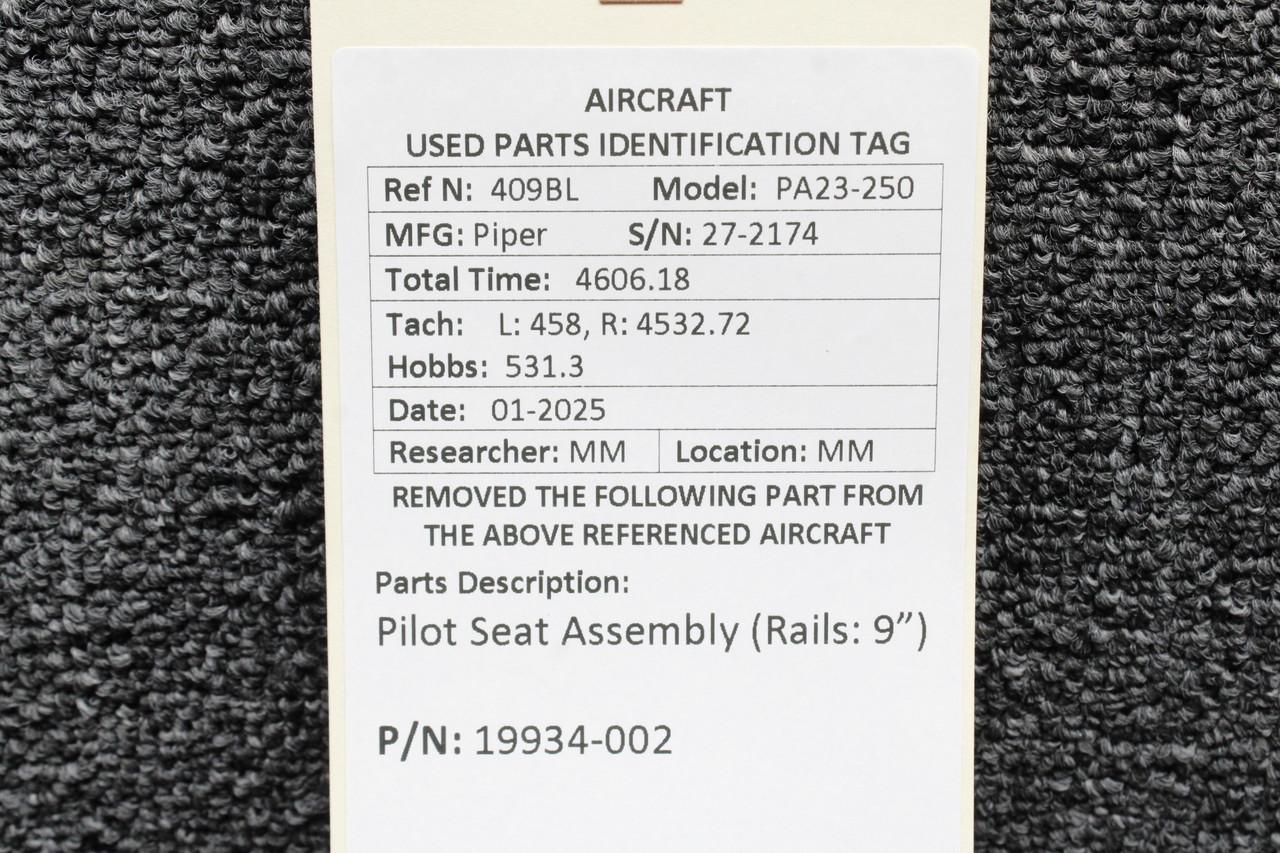 AIRCRAFT
USED PARTS IDENTIFICATION TAG
Ref N: 409BL Model: PA23-250
MFG: Piper S/N: 27-2174
Total Time: 4606.18
Tach: L: 458, R: 4532.72
Hobbs: 531.3
Date: 01-2025
Researcher: MM Location: MM
REMOVED THE FOLLOWING PART FROM
THE ABOVE REFERENCED AIRCRAFT
Parts Description:
Pilot Seat Assembly (Rails: 9”)
P/N: 19934-002